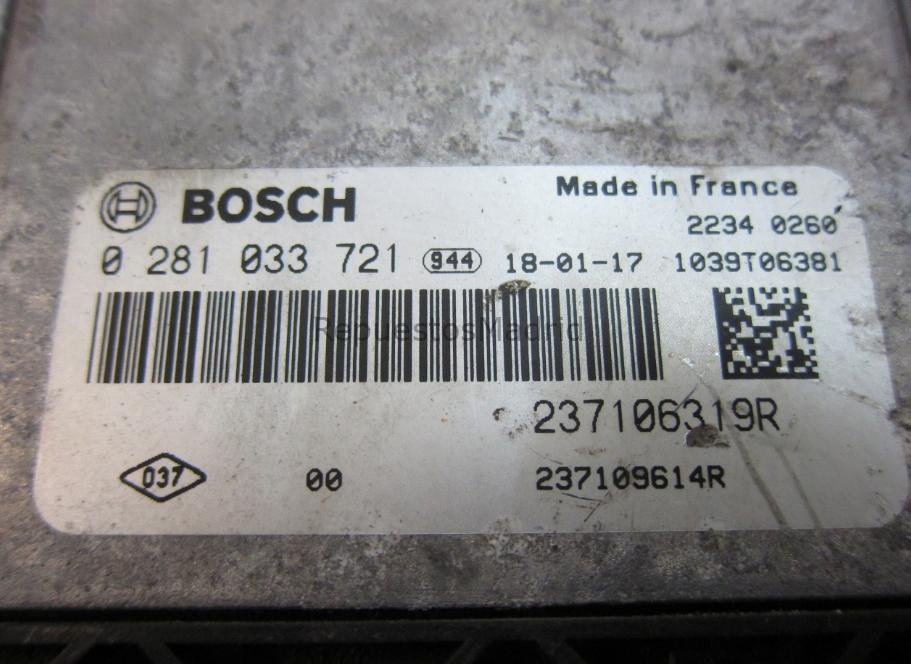 BOSCH
Made in France
2234 0260
0 281 033 721 944 18-01-17 1039T06381
RepuestosMadrid
237106319R
037 00 237109614R